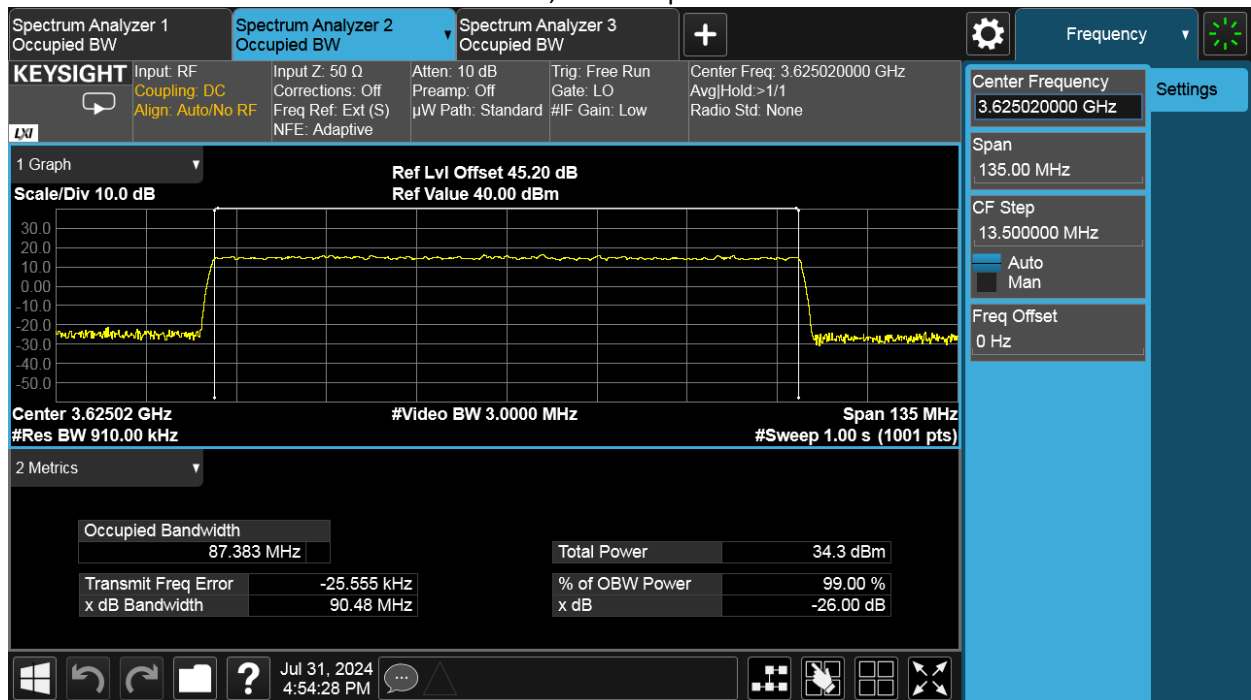 Spectrum Analyzer 1
Occupied BW
Spectrum Analyzer 2
Occupied BW
Spectrum Analyzer 3
Occupied BW
+
Frequency
KEYSIGHT
LXI
Input: RF
Coupling: DC
Align: Auto/No RF
Input Z: 50 Ω
Corrections: Off
Freq Ref: Ext (S)
NFE: Adaptive
Atten: 10 dB
Preamp: Off
µW Path: Standard
Trig: Free Run
Gate: LO
#IF Gain: Low
Center Freq: 3.625020000 GHz
Avg|Hold:>1/1
Radio Std: None
Center Frequency
3.625020000 GHz
Settings
Span
135.00 MHz
CF Step
13.500000 MHz
Auto
Man
Freq Offset
0 Hz
1 Graph
Scale/Div 10.0 dB
Ref Lvl Offset 45.20 dB
Ref Value 40.00 dBm
30.0
20.0
10.0
0.00
-10.0
-20.0
-30.0
-40.0
-50.0
Center 3.62502 GHz
#Video BW 3.0000 MHz
Span 135 MHz
#Res BW 910.00 kHz
#Sweep 1.00 s (1001 pts)
2 Metrics
Occupied Bandwidth
87.383 MHz
Total Power 34.3 dBm
Transmit Freq Error -25.555 kHz
% of OBW Power 99.00 %
x dB Bandwidth 90.48 MHz
x dB -26.00 dB
?
Jul 31, 2024
4:54:28 PM